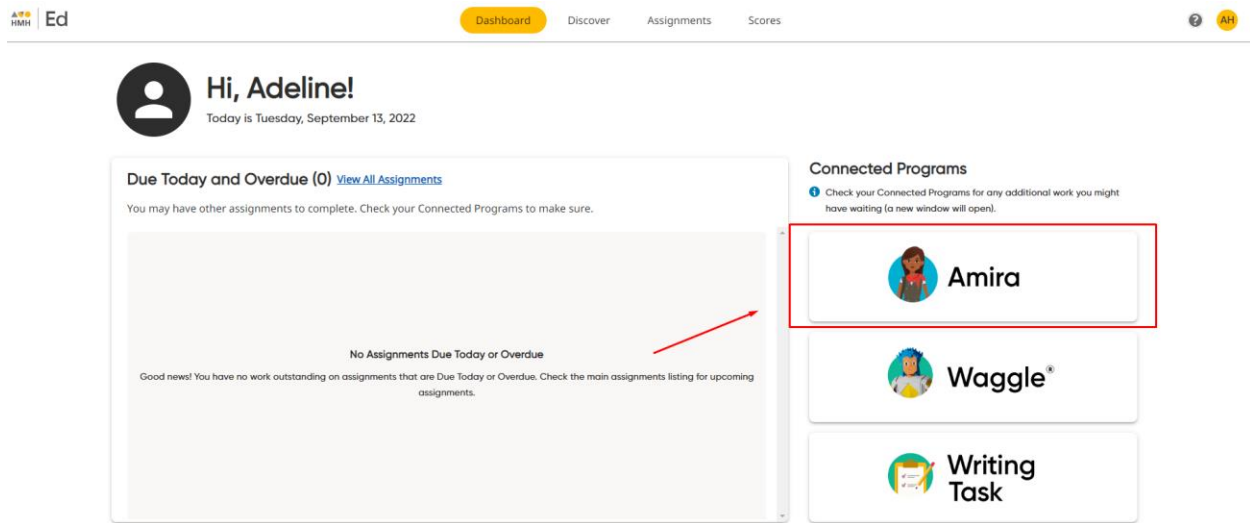 HMH
Ed
Dashboard
Discover
Assignments
Scores
?
AH
Hi, Adeline!
Today is Tuesday, September 13, 2022
Due Today and Overdue (0) View All Assignments
You may have other assignments to complete. Check your Connected Programs to make sure.
No Assignments Due Today or Overdue
Good news! You have no work outstanding on assignments that are Due Today or Overdue. Check the main assignments listing for upcoming
assignments.
Connected Programs
Check your Connected Programs for any additional work you might
have waiting (a new window will open).
Amira
Waggle®
Writing
Task